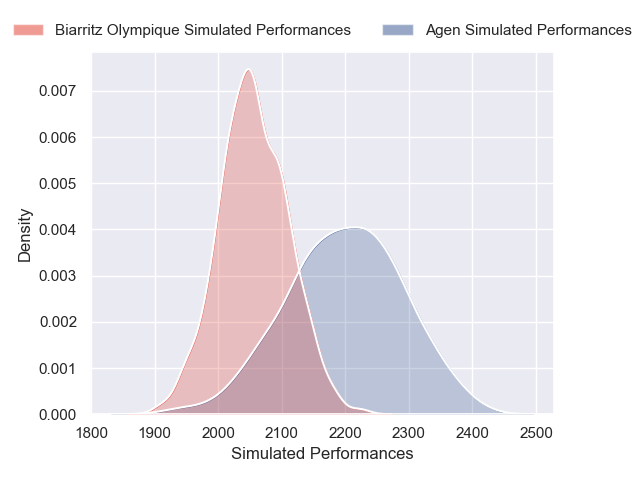 Biarritz Olympique Simulated Performances
Agen Simulated Performances
0.007
0.006
0.005
0.004
0.003
0.002
0.001
0.000
Density
1800 1900 2000 2100 2200 2300 2400 2500
Simulated Performances